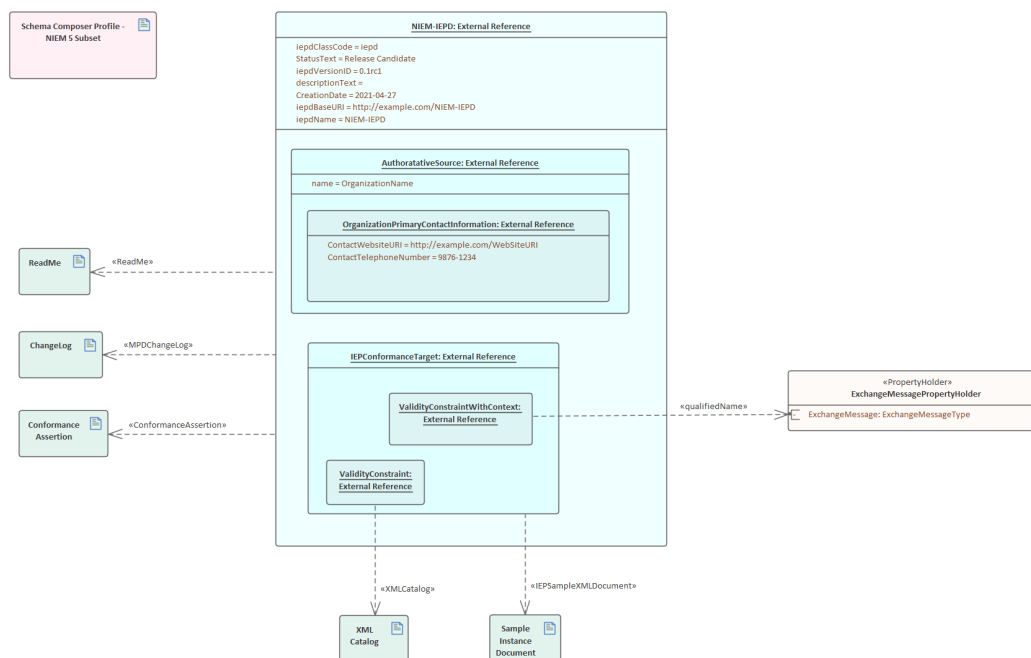 Schema Composer Profile -
NIEM 5 Subset
NIEM-IEPD: External Reference
iepdClassCode = iepd
StatusText = Release Candidate
iepdVersionID = 0.1rc1
descriptionText =
CreationDate = 2021-04-27
iepdBaseURI = http://example.com/NIEM-IEPD
iepdName = NIEM-IEPD
AuthoratativeSource: External Reference
name = OrganizationName
OrganizationPrimaryContactInformation: External Reference
ContactWebsiteURI = http://example.com/WebSiteURI
ContactTelephoneNumber = 9876-1234
ReadMe
«ReadMe»
ChangeLog
«MPDChangeLog»
IEPConformanceTarget: External Reference
«PropertyHolder»
ExchangeMessagePropertyHolder
ExchangeMessage: ExchangeMessageType
«qualifiedName»
ValidityConstraintWithContext:
External Reference
Conformance
Assertion
«ConformanceAssertion»
ValidityConstraint:
External Reference
«XMLCatalog»
«IEPSampleXMLDocument»
XML
Catalog
Sample
Instance
Document